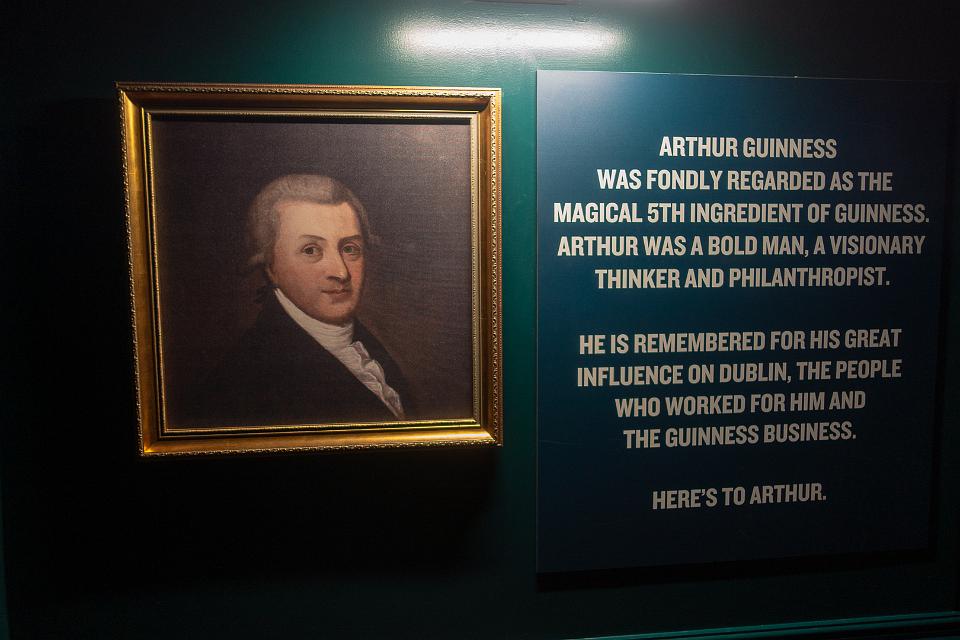 ARTHUR GUINNESS
WAS FONDLY REGARDED AS THE
MAGICAL 5TH INGREDIENT OF GUINNESS.
ARTHUR WAS A BOLD MAN, A VISIONARY
THINKER AND PHILANTHROPIST.
HE IS REMEMBERED FOR HIS GREAT
INFLUENCE ON DUBLIN, THE PEOPLE
WHO WORKED FOR HIM AND
THE GUINNESS BUSINESS.
HERE'S TO ARTHUR.